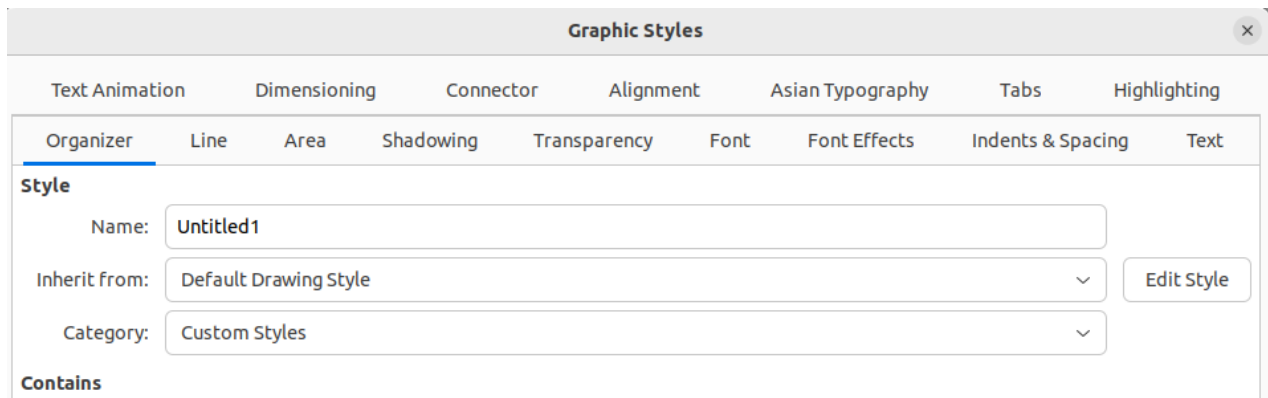 Graphic Styles
Text Animation Dimensioning Connector Alignment Asian Typography Tabs Highlighting
Organizer Line Area Shadowing Transparency Font Font Effects Indents & Spacing Text
Style
Name: Untitled1
Inherit from: Default Drawing Style Edit Style
Category: Custom Styles
Contains